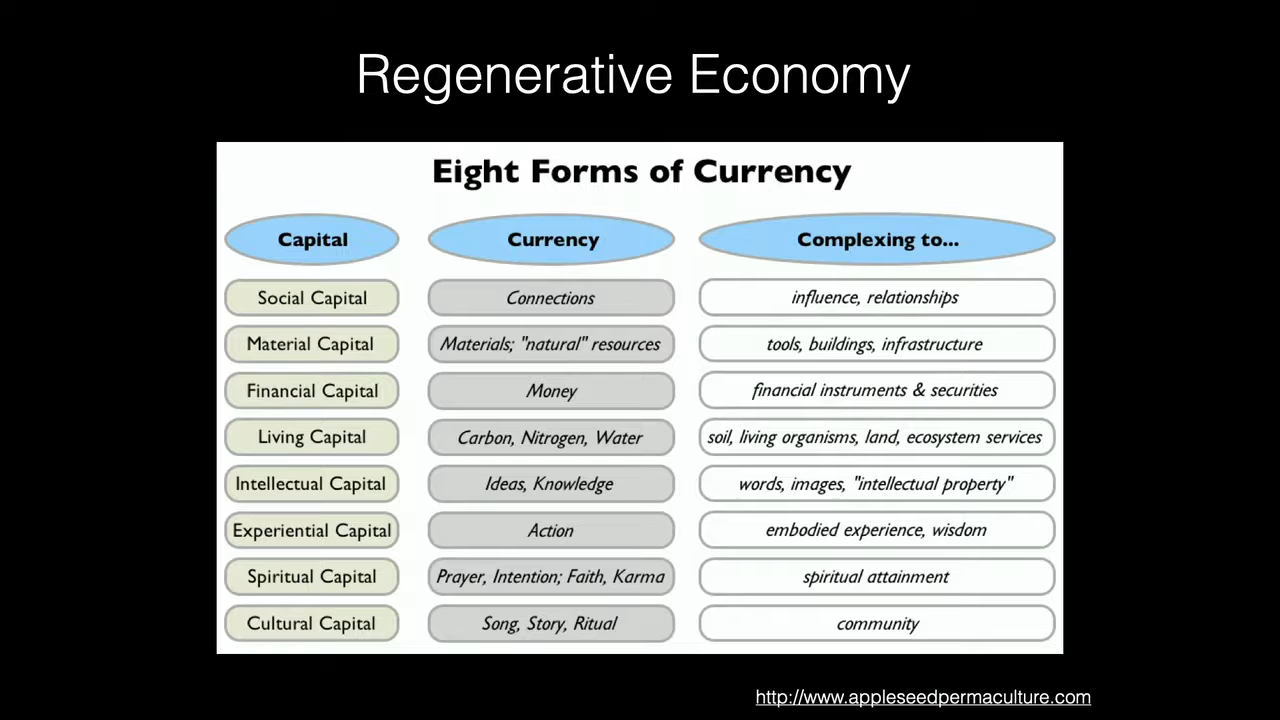 Regenerative Economy
Eight Forms of Currency
Capital Currency Complexing to...
Social Capital Connections influence, relationships
Material Capital Materials; "natural" resources tools, buildings, infrastructure
Financial Capital Money financial instruments & securities
Living Capital Carbon, Nitrogen, Water soil, living organisms, land, ecosystem services
Intellectual Capital Ideas, Knowledge words, images, "intellectual property"
Experiential Capital Action embodied experience, wisdom
Spiritual Capital Prayer, Intention; Faith, Karma spiritual attainment
Cultural Capital Song, Story, Ritual community
http://www.appleseedpermaculture.com